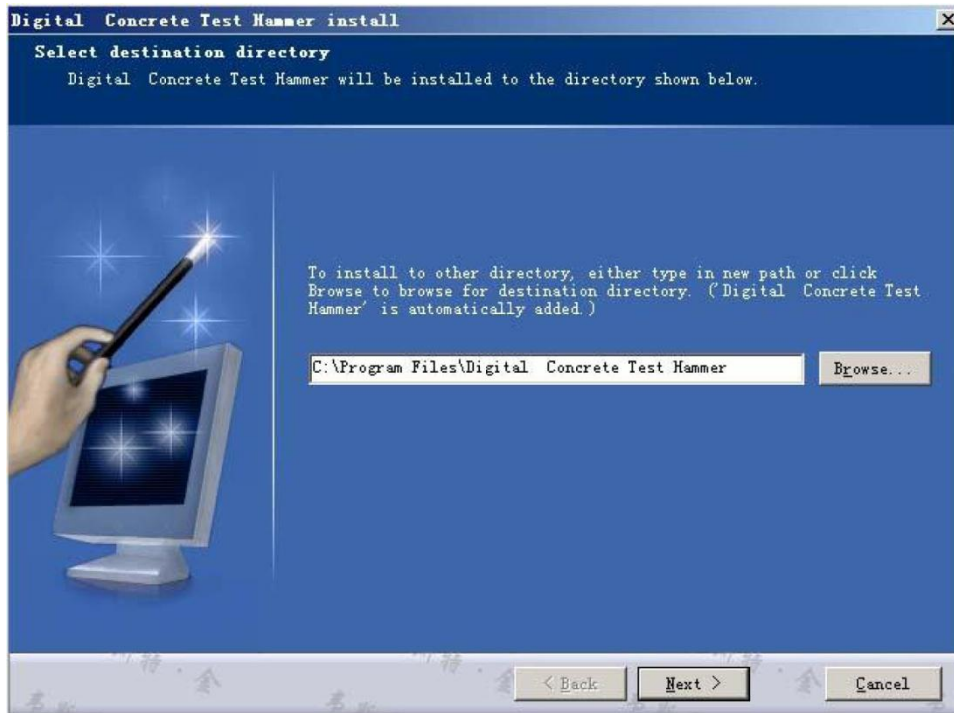 Digital  Concrete Test Hammer install
Select destination directory
Digital  Concrete Test Hammer will be installed to the directory shown below.
To install to other directory, either type in new path or click
Browse to browse for destination directory. ('Digital  Concrete Test
Hammer' is automatically added.)
C:\Program Files\Digital  Concrete Test Hammer
Browse...
< Back
Next >
Cancel